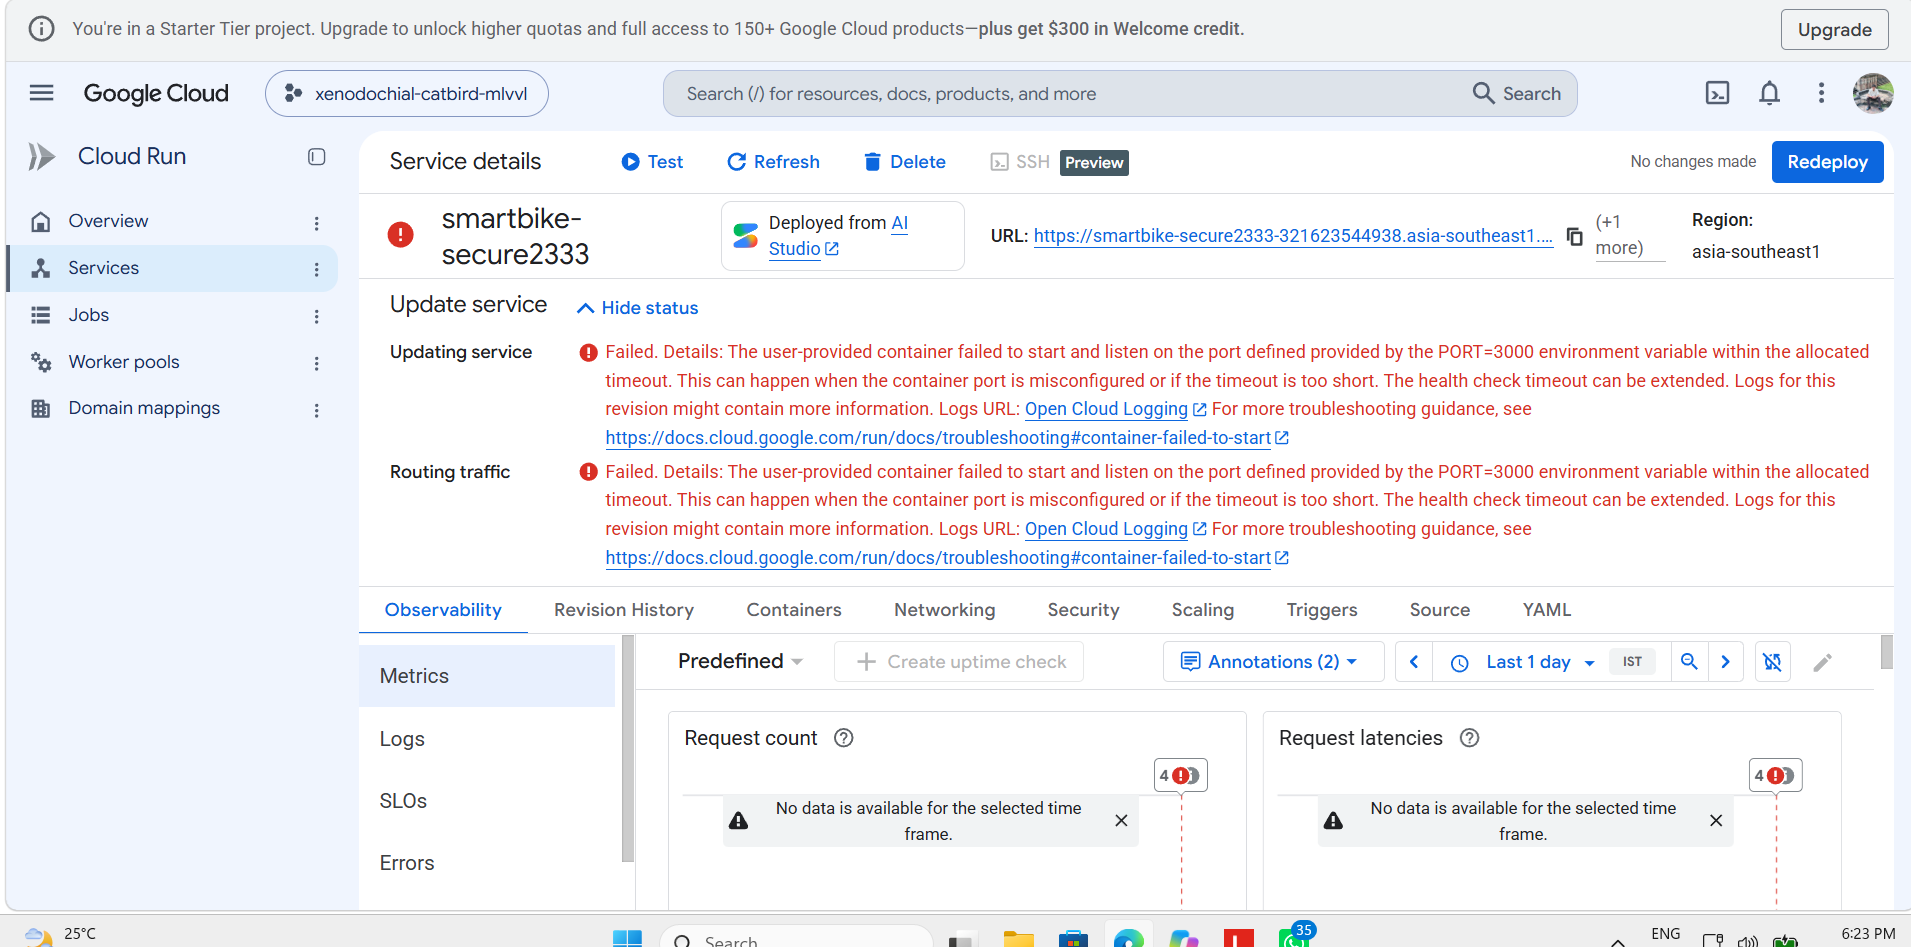 You're in a Starter Tier project. Upgrade to unlock higher quotas and full access to 150+ Google Cloud products—plus get $300 in Welcome credit.
Upgrade
Google Cloud
xenodochial-catbird-mlvvl
Search (/) for resources, docs, products, and more
Search
Cloud Run
Overview
Services
Jobs
Worker pools
Domain mappings
Service details
Test
Refresh
Delete
SSH
Preview
No changes made
Redeploy
smartbike-
secure2333
Deployed from AI
Studio
URL: https://smartbike-secure2333-321623544938.asia-southeast1....
(+1
more)
Region:
asia-southeast1
Update service
Hide status
Updating service
Failed. Details: The user-provided container failed to start and listen on the port defined provided by the PORT=3000 environment variable within the allocated
timeout. This can happen when the container port is misconfigured or if the timeout is too short. The health check timeout can be extended. Logs for this
revision might contain more information. Logs URL: Open Cloud Logging For more troubleshooting guidance, see
https://docs.cloud.google.com/run/docs/troubleshooting#container-failed-to-start
Routing traffic
Failed. Details: The user-provided container failed to start and listen on the port defined provided by the PORT=3000 environment variable within the allocated
timeout. This can happen when the container port is misconfigured or if the timeout is too short. The health check timeout can be extended. Logs for this
revision might contain more information. Logs URL: Open Cloud Logging For more troubleshooting guidance, see
https://docs.cloud.google.com/run/docs/troubleshooting#container-failed-to-start
Observability
Revision History
Containers
Networking
Security
Scaling
Triggers
Source
YAML
Metrics
Logs
SLOs
Errors
Predefined
Create uptime check
Annotations (2)
Last 1 day
IST
Request count
4
No data is available for the selected time
frame.
Request latencies
4
No data is available for the selected time
frame.
25°C
Search
35
ENG
6:23 PM